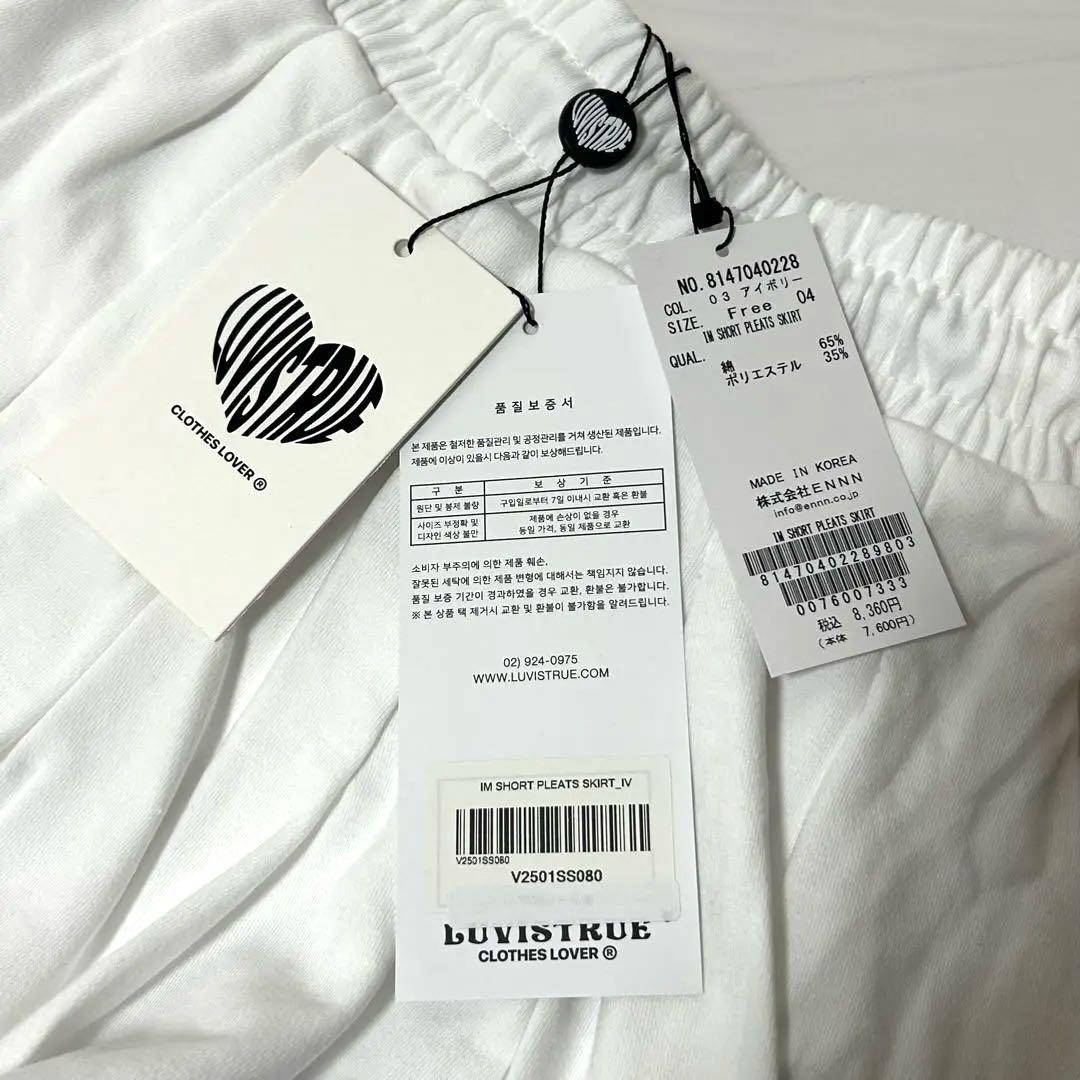 LUVISTRUE
LUVISTRUE
CLOTHES LOVER®
품질보증서
본 제품은 철저한 품질관리 및 공정관리를 거쳐 생산된 제품입니다.
제품에 이상이 있을시 다음과 같이 보상해드립니다.
구 분 보 상 기 준
원단 및 봉제 불량 구입일로부터 7일 이내시 교환 혹은 환불
사이즈 부정확 및 디자인 색상 불만 제품에 손상이 없을 경우 동일 가격, 동일 제품으로 교환
소비자 부주의에 의한 제품 훼손,
잘못된 세탁에 의한 제품 변형에 대해서는 책임지지 않습니다.
품질 보증 기간이 경과하였을 경우 교환, 환불은 불가합니다.
※ 본 상품 택 제거시 교환 및 환불이 불가함을 알려드립니다.
02) 924-0975
WWW.LUVISTRUE.COM
IM SHORT PLEATS SKIRT_IV
V2501SS080
V2501SS080
LUVISTRUE
CLOTHES LOVER®
NO. 8147040228
COL. 03 アイボリー
SIZE. Free 04
IM SHORT PLEATS SKIRT
QUAL. 綿 65%
ポリエステル 35%
MADE IN KOREA
株式会社ENNN
info@ennn.co.jp
IM SHORT PLEATS SKIRT
81470402289803
0076007333
税込 8,360円
(本体 7,600円)